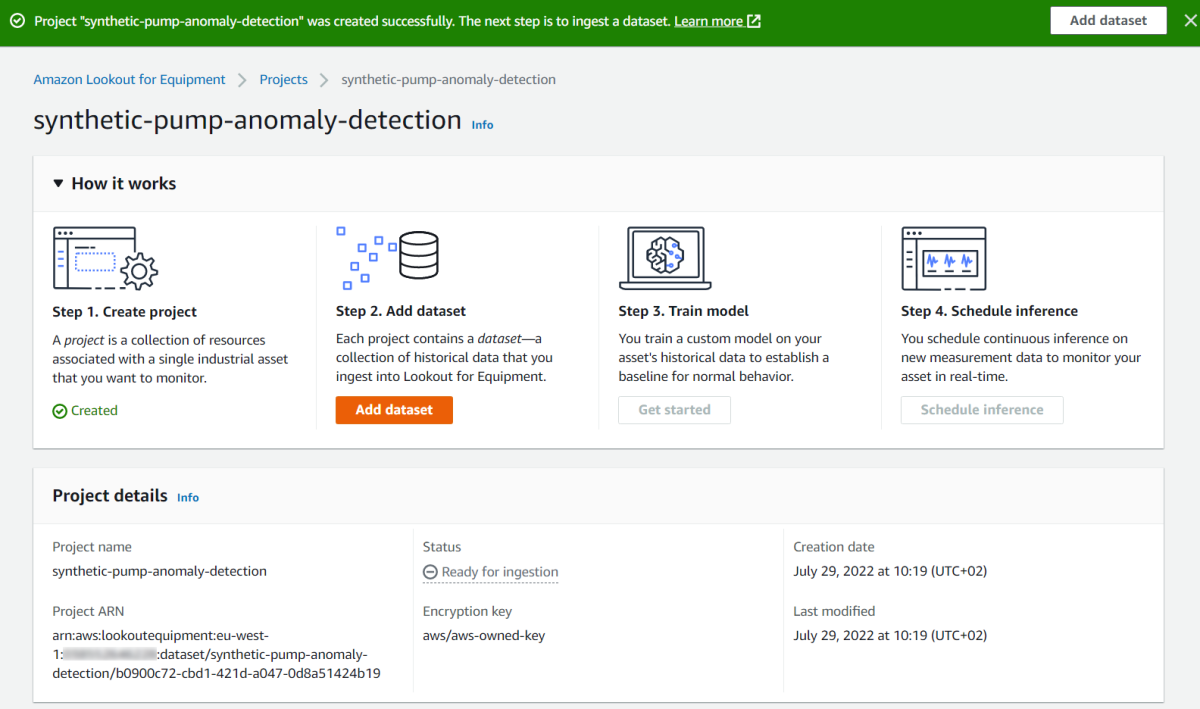 Project "synthetic-pump-anomaly-detection" was created successfully. The next step is to ingest a dataset. Learn more
Add dataset
Amazon Lookout for Equipment
Projects
synthetic-pump-anomaly-detection
synthetic-pump-anomaly-detection Info
How it works
Step 1. Create project
A project is a collection of resources
associated with a single industrial asset
that you want to monitor.
Created
Step 2. Add dataset
Each project contains a dataset—a
collection of historical data that you
ingest into Lookout for Equipment.
Add dataset
Step 3. Train model
You train a custom model on your
asset's historical data to establish a
baseline for normal behavior.
Get started
Step 4. Schedule inference
You schedule continuous inference on
new measurement data to monitor your
asset in real-time.
Schedule inference
Project details Info
Project name
synthetic-pump-anomaly-detection
Project ARN
arn:aws:lookoutequipment:eu-west-
1: :dataset/synthetic-pump-anomaly-
detection/b0900c72-cbd1-421d-a047-0d8a51424b19
Status
Ready for ingestion
Encryption key
aws/aws-owned-key
Creation date
July 29, 2022 at 10:19 (UTC+02)
Last modified
July 29, 2022 at 10:19 (UTC+02)